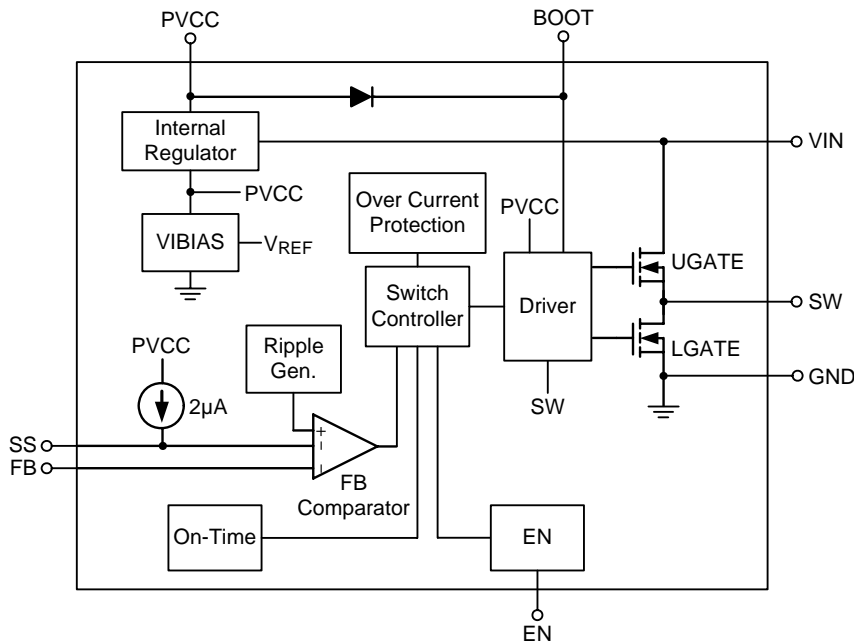 PVCC
BOOT
Internal
Regulator
VIN
PVCC
Over Current
Protection
PVCC
VIBIAS
VREF
UGATE
Switch
Controller
Driver
SW
PVCC
Ripple
Gen.
LGATE
2µA
GND
SW
+
SS
-
FB
-
FB
Comparator
On-Time
EN
EN